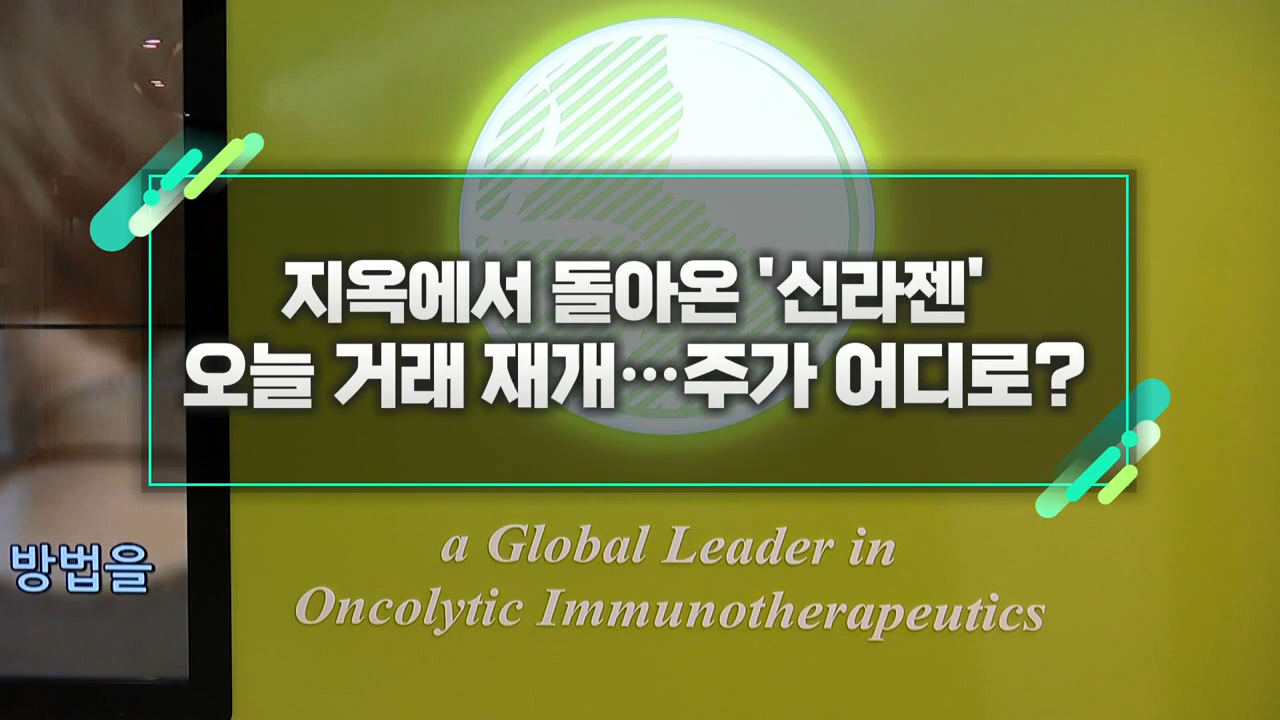 지옥에서 돌아온 '신라젠'
오늘 거래 재개…주가 어디로?
방법을
a Global Leader in
Oncolytic Immunotherapeutics